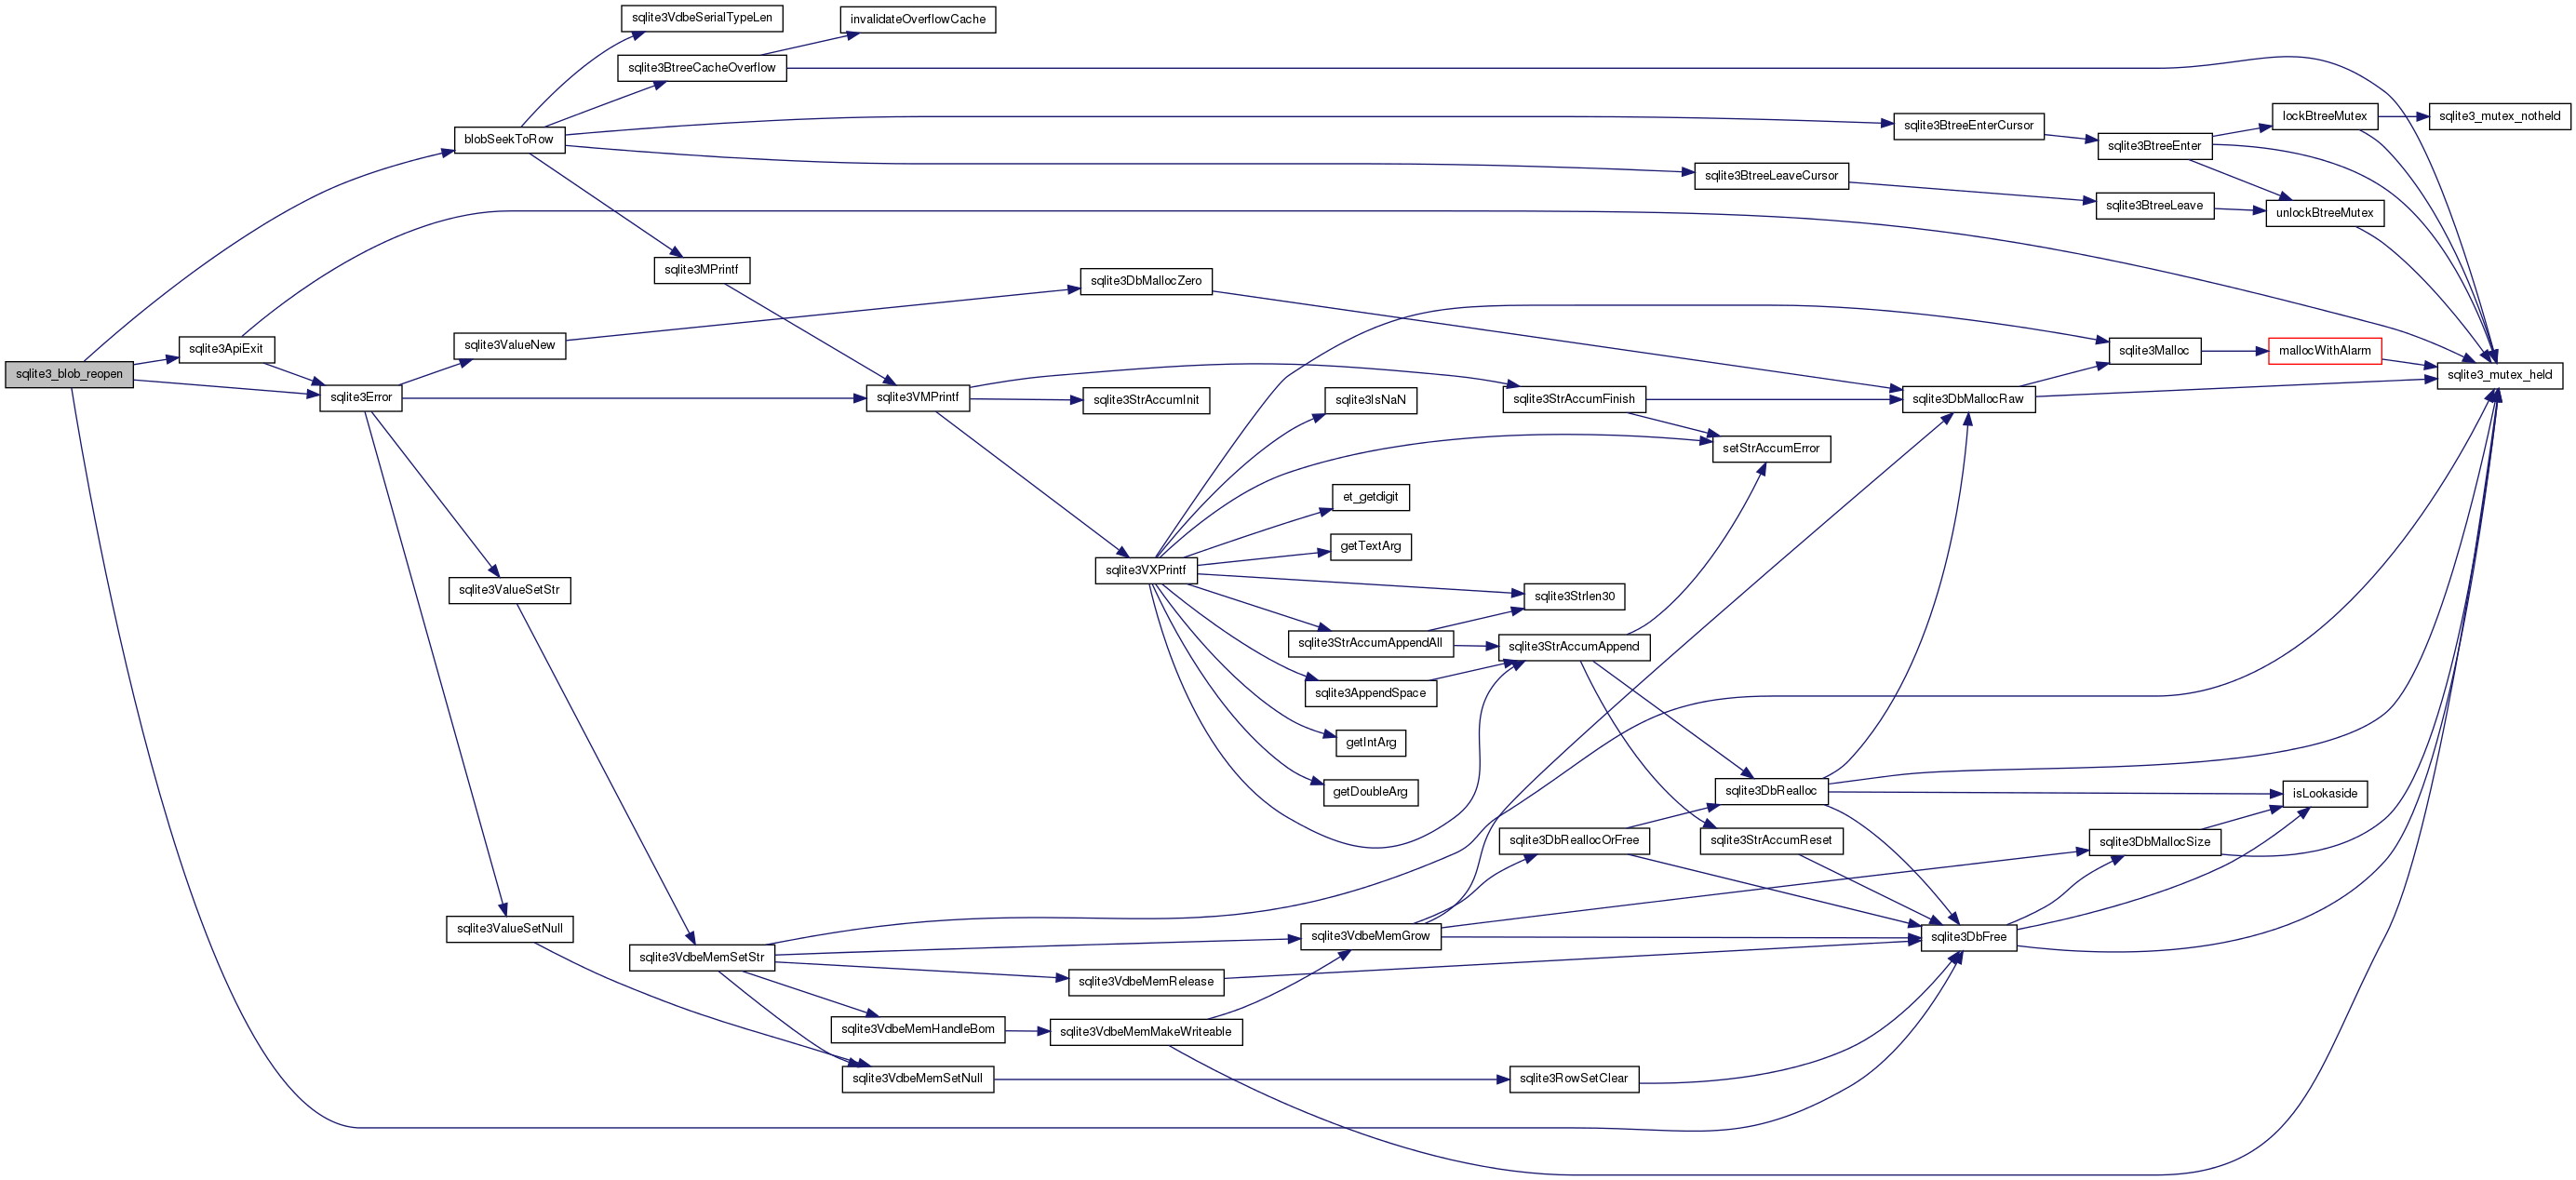 sqlite3VdbeSerialTypeLen
invalidateOverflowCache
sqlite3BtreeCacheOverflow
blobSeekToRow
sqlite3BtreeEnterCursor
lockBtreeMutex
sqlite3_mutex_notheld
sqlite3BtreeEnter
sqlite3BtreeLeaveCursor
sqlite3BtreeLeave
unlockBtreeMutex
sqlite3MPrintf
sqlite3DbMallocZero
sqlite3ApiExit
sqlite3ValueNew
sqlite3Malloc
mallocWithAlarm
sqlite3_blob_reopen
sqlite3_mutex_held
sqlite3Error
sqlite3VMPrintf
sqlite3StrAccumInit
sqlite3IsNaN
sqlite3StrAccumFinish
sqlite3DbMallocRaw
setStrAccumError
et_getdigit
getTextArg
sqlite3VXPrintf
sqlite3ValueSetStr
sqlite3Strlen30
sqlite3StrAccumAppendAll
sqlite3StrAccumAppend
sqlite3AppendSpace
getIntArg
getDoubleArg
sqlite3DbRealloc
isLookaside
sqlite3DbReallocOrFree
sqlite3StrAccumReset
sqlite3DbMallocSize
sqlite3ValueSetNull
sqlite3VdbeMemGrow
sqlite3DbFree
sqlite3VdbeMemSetStr
sqlite3VdbeMemRelease
sqlite3VdbeMemHandleBom
sqlite3VdbeMemMakeWriteable
sqlite3VdbeMemSetNull
sqlite3RowSetClear